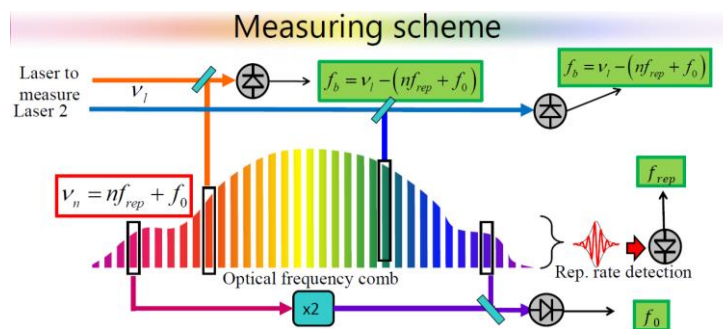 Measuring scheme
Laser to
measure
Laser 2
ν_l
f_b = ν_l − (nf_rep + f_0)
f_b = ν_l − (nf_rep + f_0)
ν_n = nf_rep + f_0
f_rep
Optical frequency comb
Rep. rate detection
x2
f_0